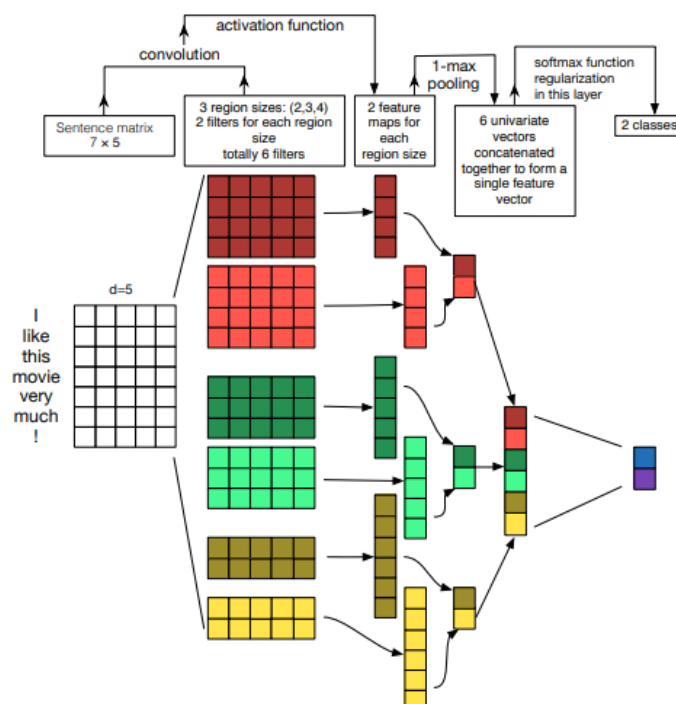 activation function
convolution
1-max
pooling
softmax function
regularization
in this layer
Sentence matrix
7 × 5
3 region sizes: (2,3,4)
2 filters for each region
size
totally 6 filters
2 feature
maps for
each
region size
6 univariate
vectors
concatenated
together to form a
single feature
vector
2 classes
d=5
I
like
this
movie
very
much
!